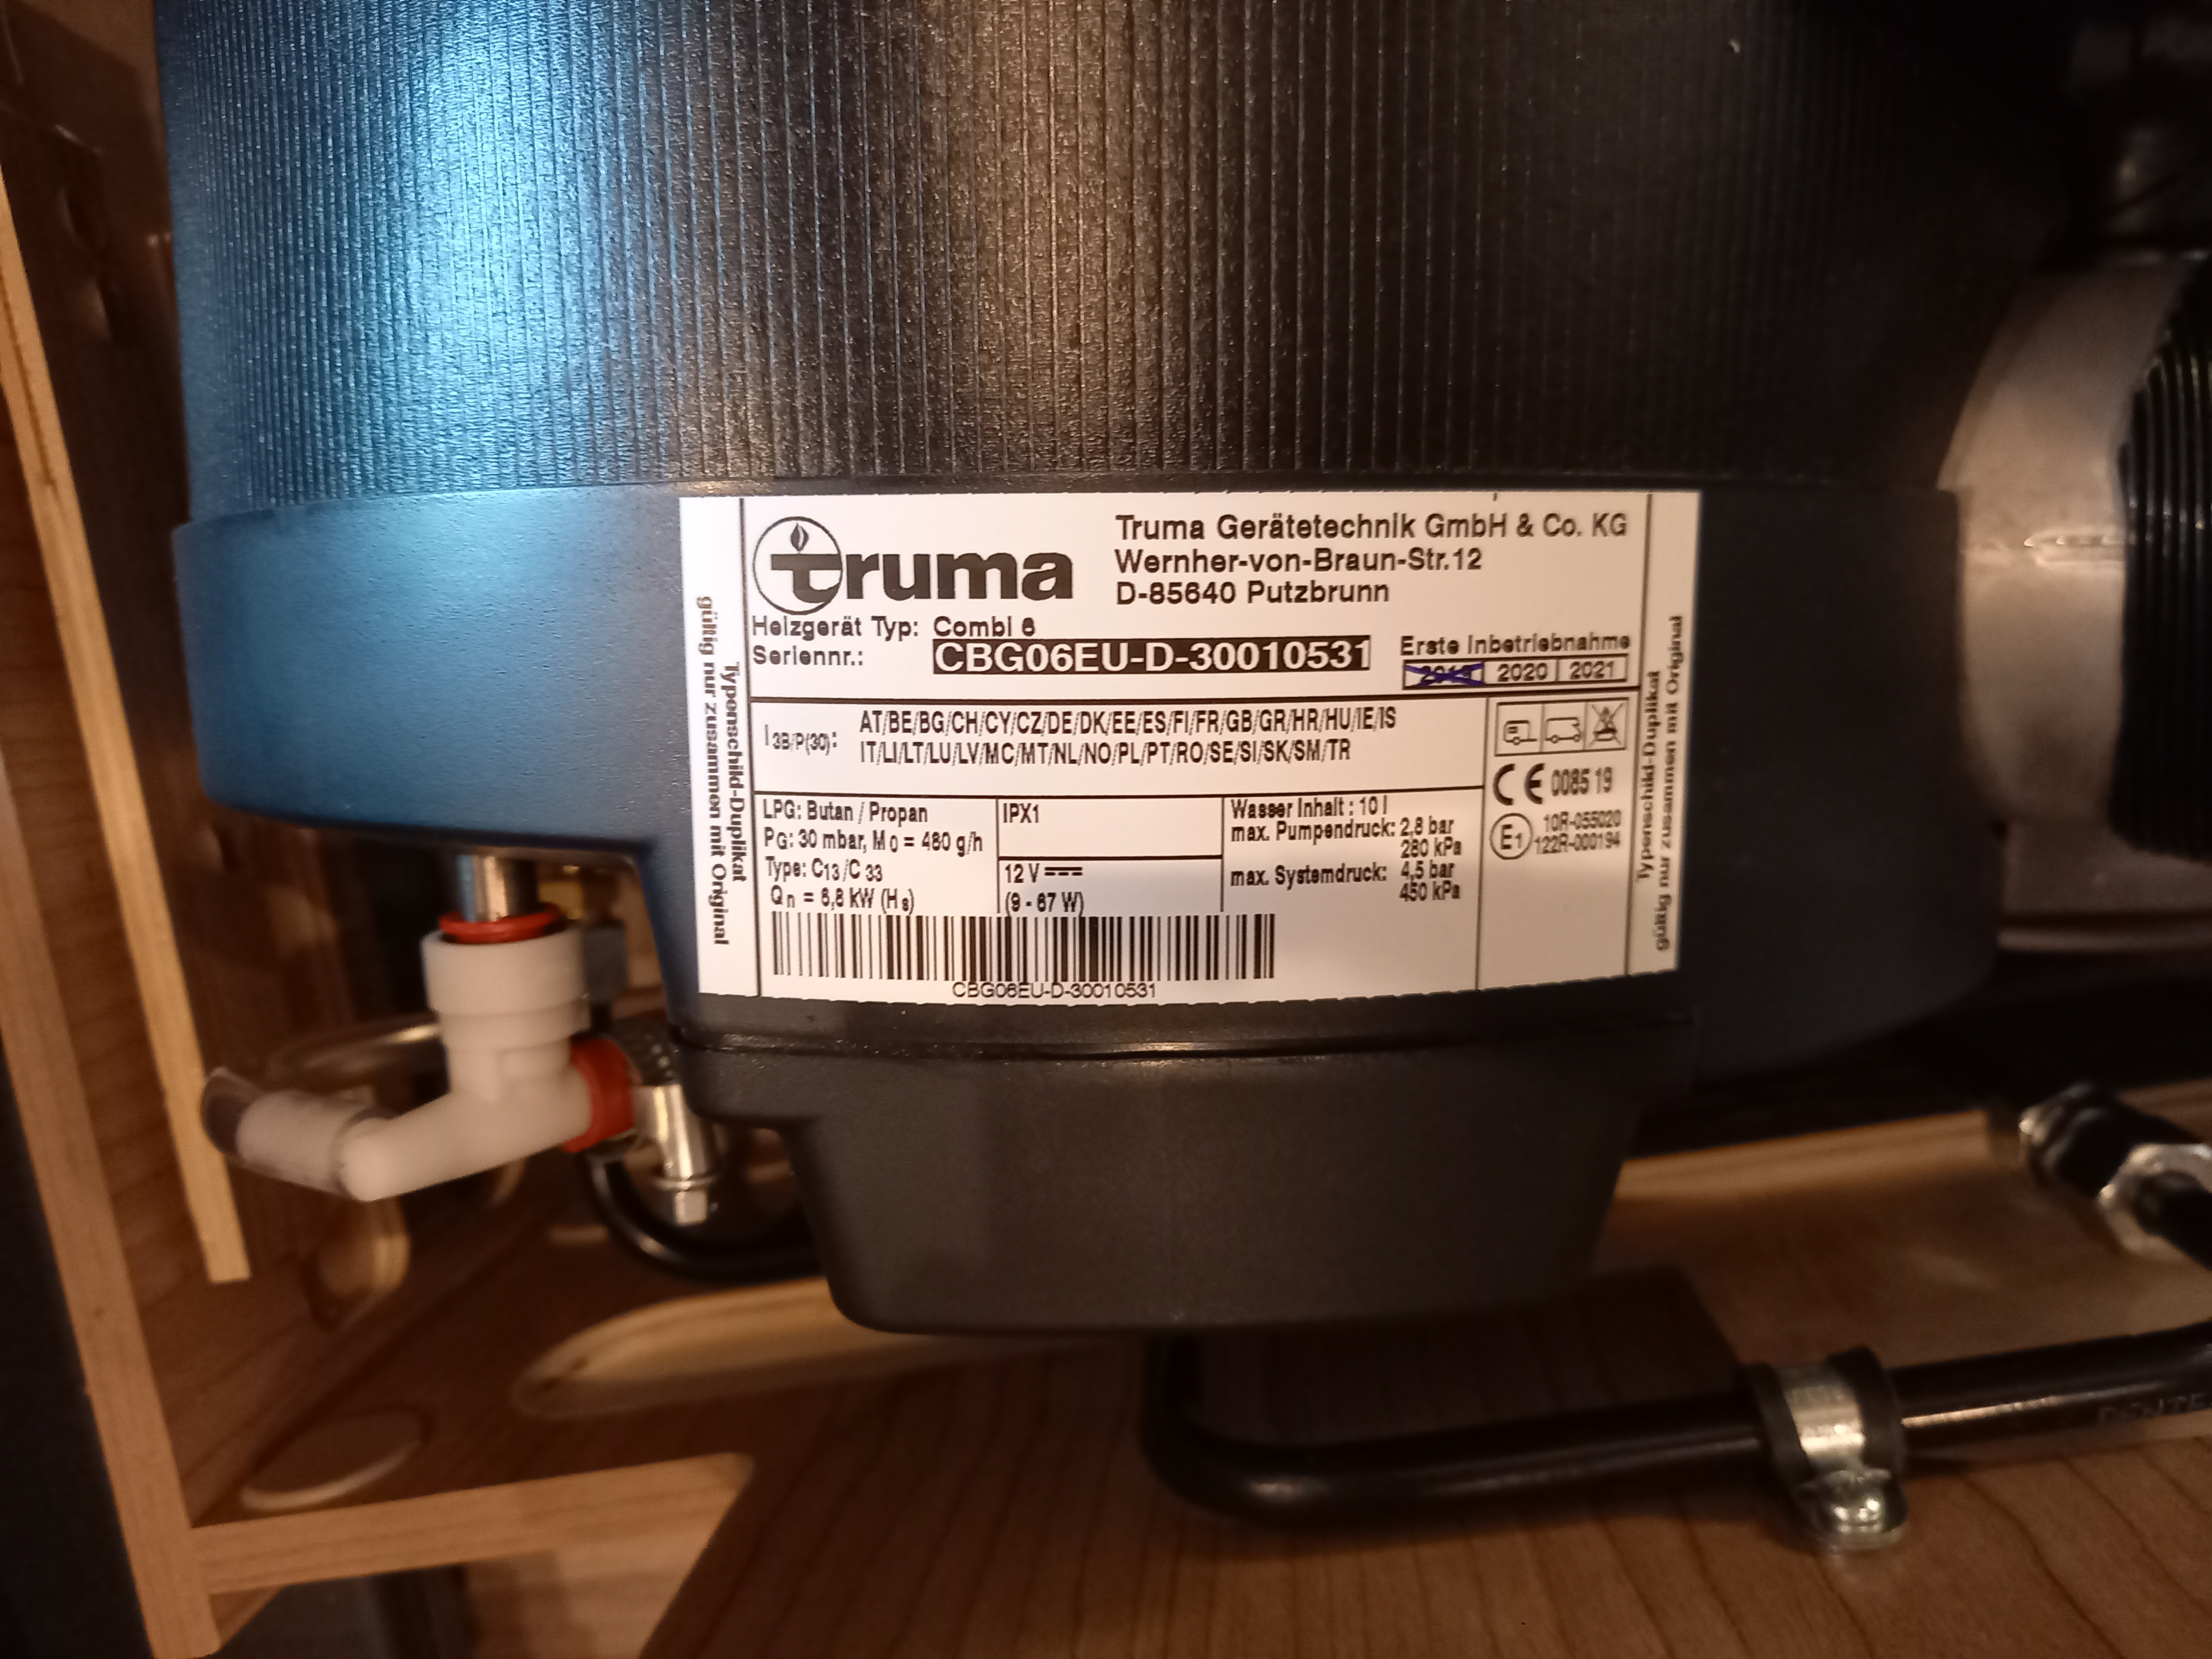 truma
Truma Gerätetechnik GmbH & Co. KG
Wernher-von-Braun-Str.12
D-85640 Putzbrunn
Heizgerät Typ: Combi 6
Seriennr.: CBG06EU-D-30010531
Erste Inbetriebnahme
2019 2020 2021
I 3B/P(30): AT/BE/BG/CH/CY/CZ/DE/DK/EE/ES/FI/FR/GB/GR/HR/HU/IE/IS
IT/LI/LT/LU/LV/MC/MT/NL/NO/PL/PT/RO/SE/SI/SK/SM/TR
LPG: Butan / Propan
PG: 30 mbar, M0 = 480 g/h
Type: C13/C33
Qn = 6,8 kW (Hs)
IPX1
12 V
(9 - 67 W)
Wasser Inhalt : 10 l
max. Pumpendruck: 2,8 bar
280 kPa
max. Systemdruck: 4,5 bar
450 kPa
CE 0085 19
E1 10R-055020
122R-000194
CBG06EU-D-30010531
Typenschild-Duplikat
gültig nur zusammen mit Original
Typenschild-Duplikat
gültig nur zusammen mit Original